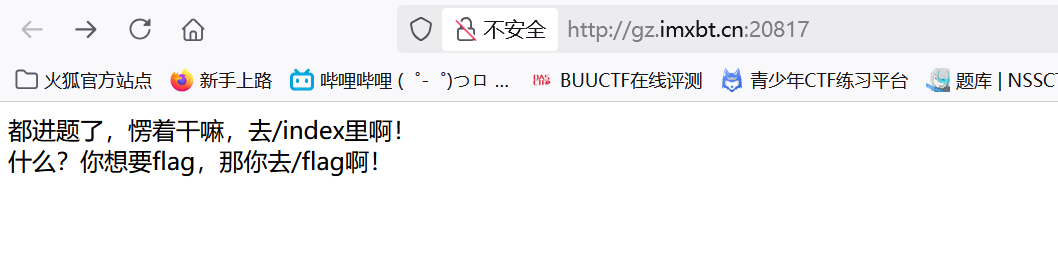 不安全 http://gz.imxbt.cn:20817
火狐官方站点 新手上路 哔哩哔哩 ( ゜- ゜)つロ ... BUUCTF在线评测 青少年CTF练习平台 题库 | NSSCT
都进题了，愣着干嘛，去/index里啊！
什么？你想要flag，那你去/flag啊！